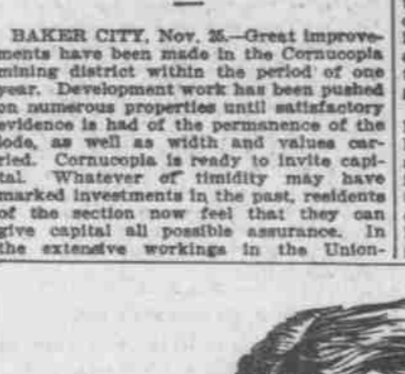 BAKER CITY, Nov. 25.—Great improve-
ments have been made in the Cornucopia
mining district within the period of one
year. Development work has been pushed
on numerous properties until satisfactory
evidence is had of the permanence of the
lode, as well as width and values car-
ried. Cornucopia is ready to invite capi-
tal. Whatever of timidity may have
marked investments in the past, residents
of the section now feel that they can
give capital all possible assurance. In
the extensive workings in the Union-